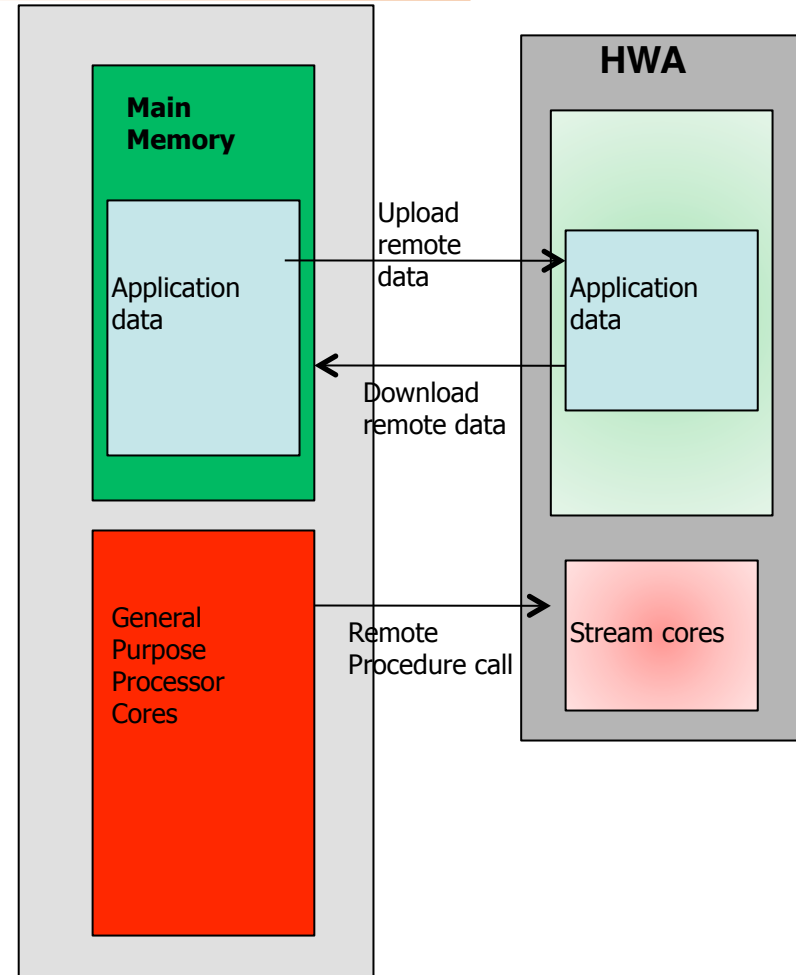 HWA
Main
Memory
Upload
remote
data
Application
data
Application
data
Download
remote data
General
Purpose
Processor
Cores
Remote
Procedure call
Stream cores